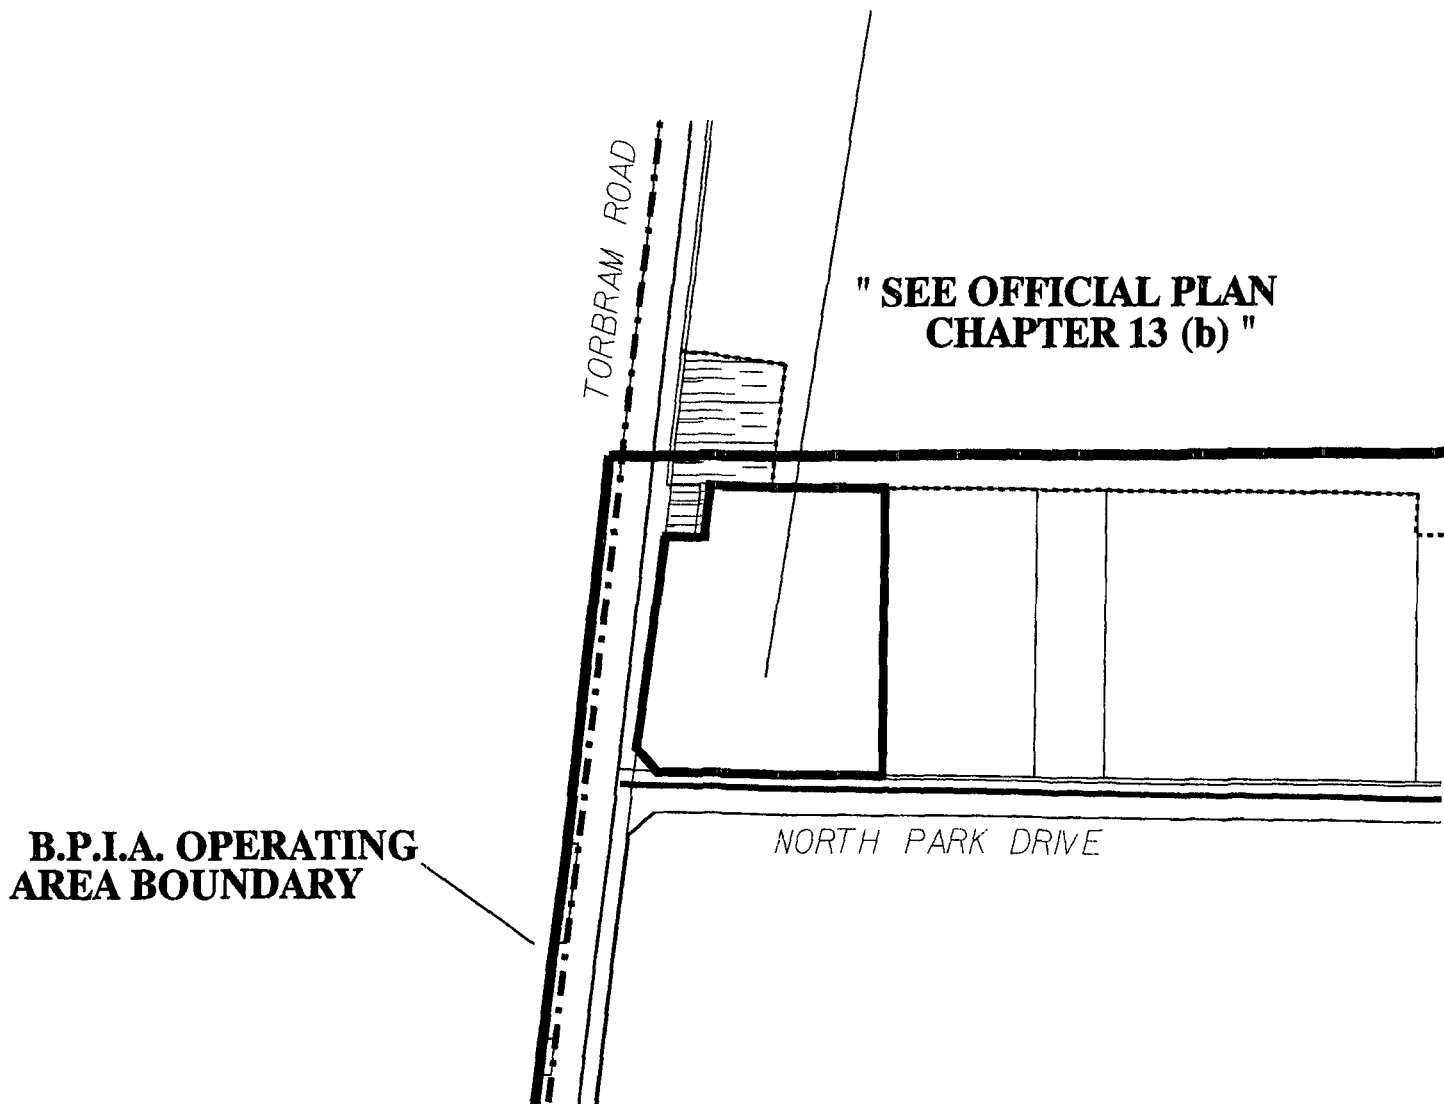 TORBRAM ROAD
" SEE OFFICIAL PLAN
CHAPTER 13 (b) "
NORTH PARK DRIVE
B.P.I.A. OPERATING
AREA BOUNDARY